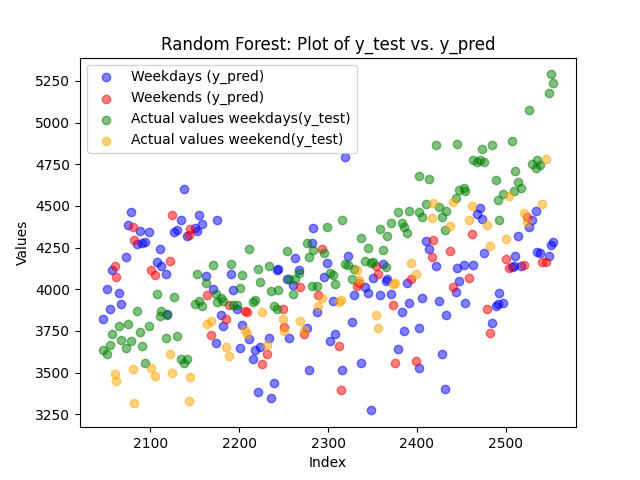 Random Forest: Plot of y_test vs. y_pred
Weekdays (y_pred)
Weekends (y_pred)
Actual values weekdays(y_test)
Actual values weekend(y_test)
Values
5250
5000
4750
4500
4250
4000
3750
3500
3250
2100 2200 2300 2400 2500
Index